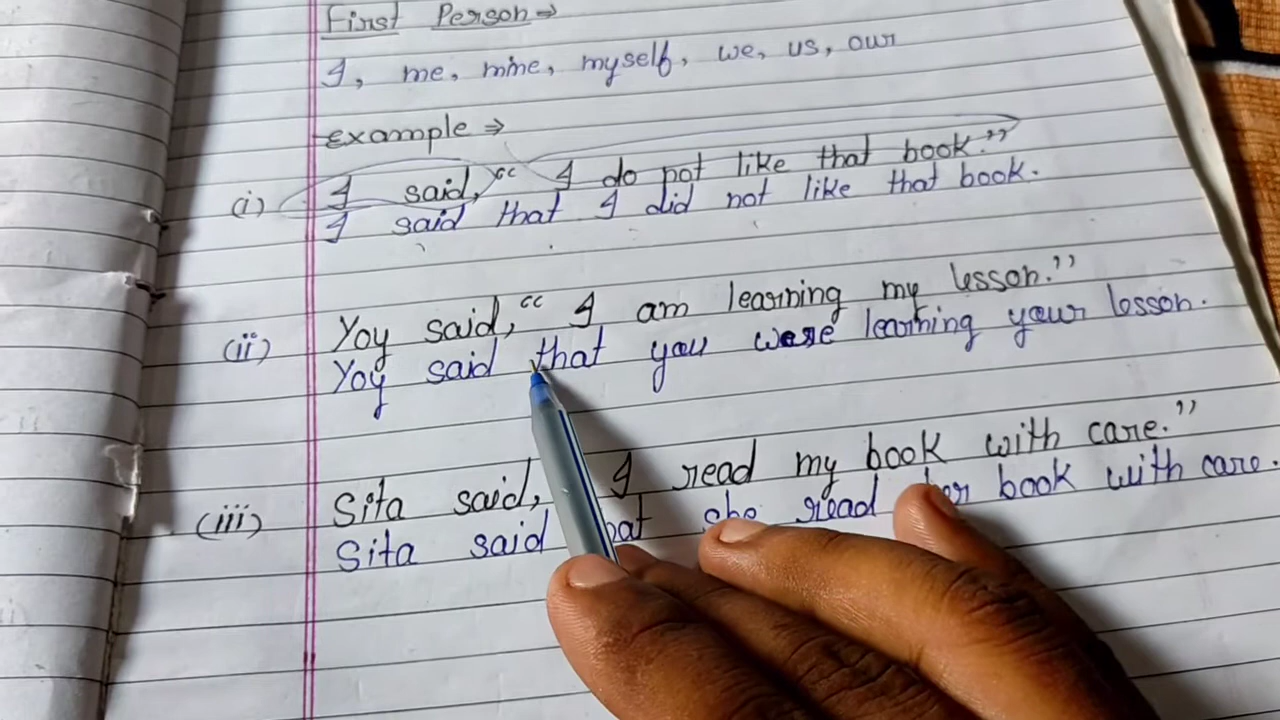 First Person ⇒
I, me, mine, myself, we, us, our
Example ⇒
(i) I said, “ I do not like that book.”
I said that I did not like that book.
(ii) Yoy said, “ I am learning my lesson.”
Yoy said that you were learning your lesson.
(iii) Sita said, I read my book with care.”
Sita said she read book with care.